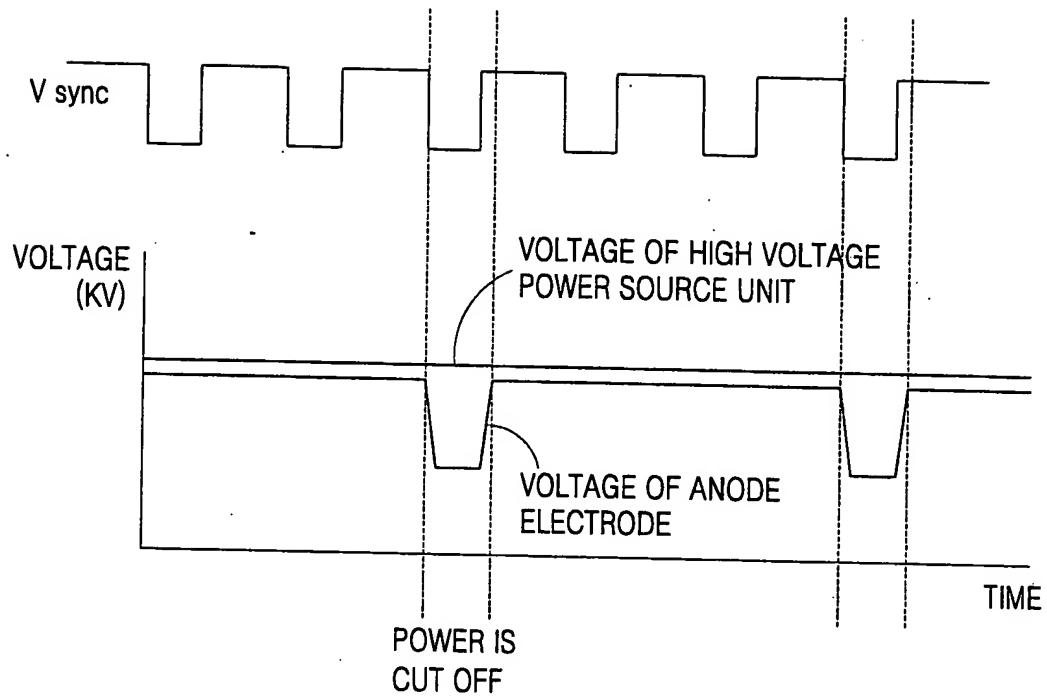 V sync
VOLTAGE
(KV)
VOLTAGE OF HIGH VOLTAGE
POWER SOURCE UNIT
VOLTAGE OF ANODE
ELECTRODE
TIME
POWER IS
CUT OFF